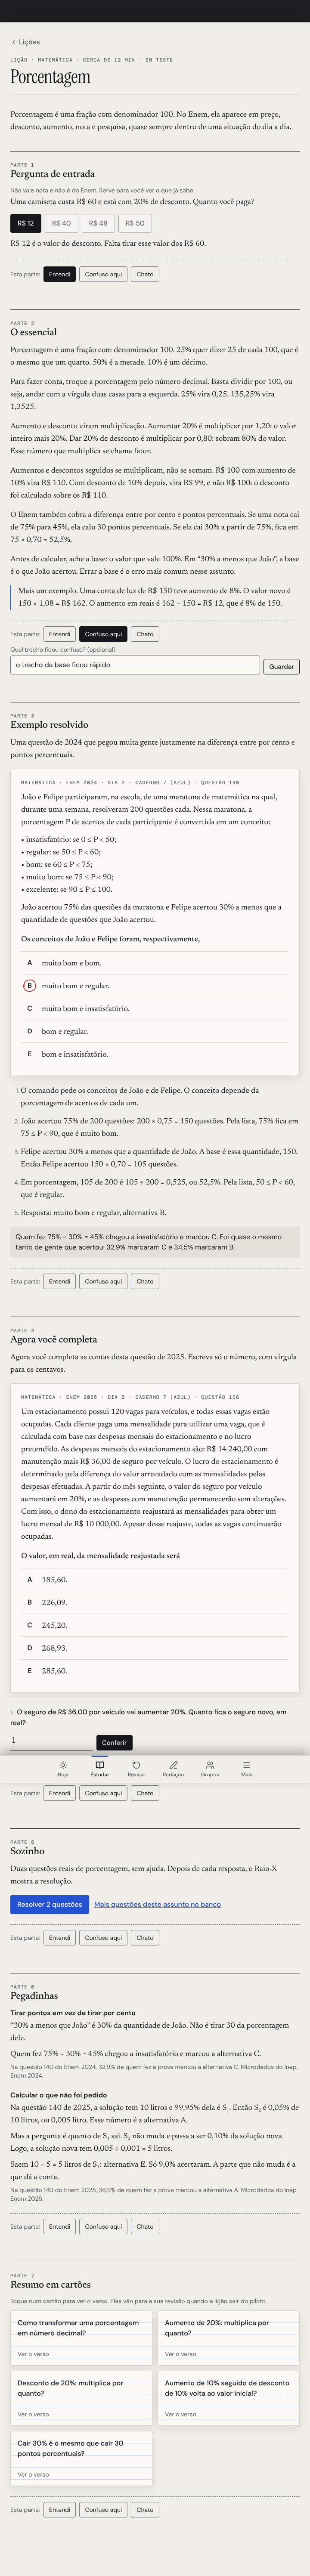 ‹ Lições
LIÇÃO · MATEMÁTICA · CERCA DE 12 MIN · EM TESTE
Porcentagem
Porcentagem é uma fração com denominador 100. No Enem, ela aparece em preço,
desconto, aumento, nota e pesquisa, quase sempre dentro de uma situação do dia a dia.
PARTE 1
Pergunta de entrada
Não vale nota e não é do Enem. Serve para você ver o que já sabe.
Uma camiseta custa R$ 60 e está com 20% de desconto. Quanto você paga?
R$ 12
R$ 40
R$ 48
R$ 50
R$ 12 é o valor do desconto. Falta tirar esse valor dos R$ 60.
Esta parte: Entendi Confuso aqui Chato
PARTE 2
O essencial
Porcentagem é uma fração com denominador 100. 25% quer dizer 25 de cada 100, que é
o mesmo que um quarto. 50% é a metade. 10% é um décimo.
Para fazer conta, troque a porcentagem pelo número decimal. Basta dividir por 100, ou
seja, andar com a vírgula duas casas para a esquerda. 25% vira 0,25. 135,25% vira
1,3525.
Aumento e desconto viram multiplicação. Aumentar 20% é multiplicar por 1,20: o valor
inteiro mais 20%. Dar 20% de desconto é multiplicar por 0,80: sobram 80% do valor.
Esse número que multiplica se chama fator.
Aumentos e descontos seguidos se multiplicam, não se somam. R$ 100 com aumento de
10% vira R$ 110. Com desconto de 10% depois, vira R$ 99, e não R$ 100: o desconto
foi calculado sobre os R$ 110.
O Enem também cobra a diferença entre por cento e pontos percentuais. Se uma nota cai
de 75% para 45%, ela caiu 30 pontos percentuais. Se ela cai 30% a partir de 75%, fica
em 75 × 0,70 = 52,5%.
Antes de calcular, ache a base: o valor que vale 100%. Em “30% a menos que João”, a base
é o que João acertou. Errar a base é o erro mais comum nesse assunto.
Mais um exemplo. Uma conta de luz de R$ 150 teve aumento de 8%. O valor novo é
150 × 1,08 = R$ 162. O aumento em reais é 162 − 150 = R$ 12, que é 8% de 150.
Esta parte: Entendi Confuso aqui Chato
Qual trecho ficou confuso? (opcional)
o trecho da base ficou rápido
Guardar
PARTE 3
Exemplo resolvido
Uma questão de 2024 que pegou muita gente justamente na diferença entre por cento e
pontos percentuais.
MATEMÁTICA · ENEM 2024 · DIA 2 · CADERNO 7 (AZUL) · QUESTÃO 140
João e Felipe participaram, na escola, de uma maratona de matemática na qual,
durante uma semana, resolveram 200 questões cada. Nessa maratona, a
porcentagem P de acertos de cada participante é convertida em um conceito:
• insatisfatório: se 0 ≤ P < 50;
• regular: se 50 ≤ P < 60;
• bom: se 60 ≤ P < 75;
• muito bom: se 75 ≤ P < 90;
• excelente: se 90 ≤ P ≤ 100.
João acertou 75% das questões da maratona e Felipe acertou 30% a menos que a
quantidade de questões que João acertou.
Os conceitos de João e Felipe foram, respectivamente,
A muito bom e bom.
B muito bom e regular.
C muito bom e insatisfatório.
D bom e regular.
E bom e insatisfatório.
1. O comando pede os conceitos de João e de Felipe. O conceito depende da
porcentagem de acertos de cada um.
2. João acertou 75% de 200 questões: 200 × 0,75 = 150 questões. Pela lista, 75% fica em
75 ≤ P < 90, que é muito bom.
3. Felipe acertou 30% a menos que a quantidade de João. A base é essa quantidade, 150.
Então Felipe acertou 150 × 0,70 = 105 questões.
4. Em porcentagem, 105 de 200 é 105 ÷ 200 = 0,525, ou 52,5%. Pela lista, 50 ≤ P < 60,
que é regular.
5. Resposta: muito bom e regular, alternativa B.
Quem fez 75% − 30% = 45% chegou a insatisfatório e marcou C. Foi quase o mesmo
tanto de gente que acertou: 32,9% marcaram C e 34,5% marcaram B.
Esta parte: Entendi Confuso aqui Chato
PARTE 4
Agora você completa
Agora você completa as contas desta questão de 2025. Escreva só o número, com vírgula
para os centavos.
MATEMÁTICA · ENEM 2025 · DIA 2 · CADERNO 7 (AZUL) · QUESTÃO 158
Um estacionamento possui 120 vagas para veículos, e todas essas vagas estão
ocupadas. Cada cliente paga uma mensalidade para utilizar uma vaga, que é
calculada com base nas despesas mensais do estacionamento e no lucro
pretendido. As despesas mensais do estacionamento são: R$ 14 240,00 com
manutenção mais R$ 36,00 de seguro por veículo. O lucro do estacionamento é
determinado pela diferença do valor arrecadado com as mensalidades pelas
despesas efetuadas. A partir do mês seguinte, o valor do seguro por veículo
aumentará em 20%, e as despesas com manutenção permanecerão sem alterações.
Com isso, o dono do estacionamento reajustará as mensalidades para obter um
lucro mensal de R$ 10 000,00. Apesar desse reajuste, todas as vagas continuarão
ocupadas.
O valor, em real, da mensalidade reajustada será
A 185,60.
B 226,09.
C 245,20.
D 268,93.
E 285,60.
1 O seguro de R$ 36,00 por veículo vai aumentar 20%. Quanto fica o seguro novo, em
real?
1
Conferir
Hoje Estudar Revisar Redação Grupos Mais
Esta parte: Entendi Confuso aqui Chato
PARTE 5
Sozinho
Duas questões reais de porcentagem, sem ajuda. Depois de cada resposta, o Raio-X
mostra a resolução.
Resolver 2 questões
Mais questões deste assunto no banco
Esta parte: Entendi Confuso aqui Chato
PARTE 6
Pegadinhas
Tirar pontos em vez de tirar por cento
“30% a menos que João” é 30% da quantidade de João. Não é tirar 30 da porcentagem
dele.
Quem fez 75% − 30% = 45% chegou a insatisfatório e marcou a alternativa C.
Na questão 140 do Enem 2024, 32,9% de quem fez a prova marcou a alternativa C. Microdados do Inep,
Enem 2024.
Calcular o que não foi pedido
Na questão 140 de 2025, a solução tem 10 litros e 99,95% dela é S₁. Então S₂ é 0,05% de
10 litros, ou 0,005 litro. Esse número é a alternativa A.
Mas a pergunta é quanto de S₁ sai. S₂ não muda e passa a ser 0,10% da solução nova.
Logo, a solução nova tem 0,005 ÷ 0,001 = 5 litros.
Saem 10 − 5 = 5 litros de S₁: alternativa E. Só 9,0% acertaram. A parte que não muda é a
que dá a conta.
Na questão 140 do Enem 2025, 36,9% de quem fez a prova marcou a alternativa A. Microdados do Inep,
Enem 2025.
Esta parte: Entendi Confuso aqui Chato
PARTE 7
Resumo em cartões
Toque num cartão para ver o verso. Eles vão para a sua revisão quando a lição sair do piloto.
Como transformar uma porcentagem
em número decimal?
Ver o verso
Aumento de 20%: multiplica por
quanto?
Ver o verso
Desconto de 20%: multiplica por
quanto?
Ver o verso
Aumento de 10% seguido de desconto
de 10% volta ao valor inicial?
Ver o verso
Cair 30% é o mesmo que cair 30
pontos percentuais?
Ver o verso
Esta parte: Entendi Confuso aqui Chato